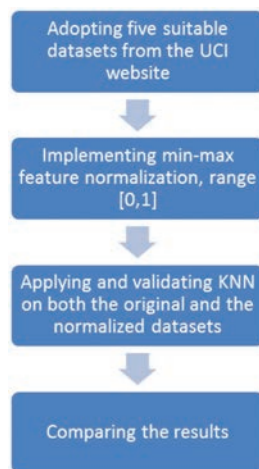 Adopting five suitable
datasets from the UCI
website
Implementing min-max
feature normalization, range
[0,1]
Applying and validating KNN
on both the original and the
normalized datasets
Comparing the results